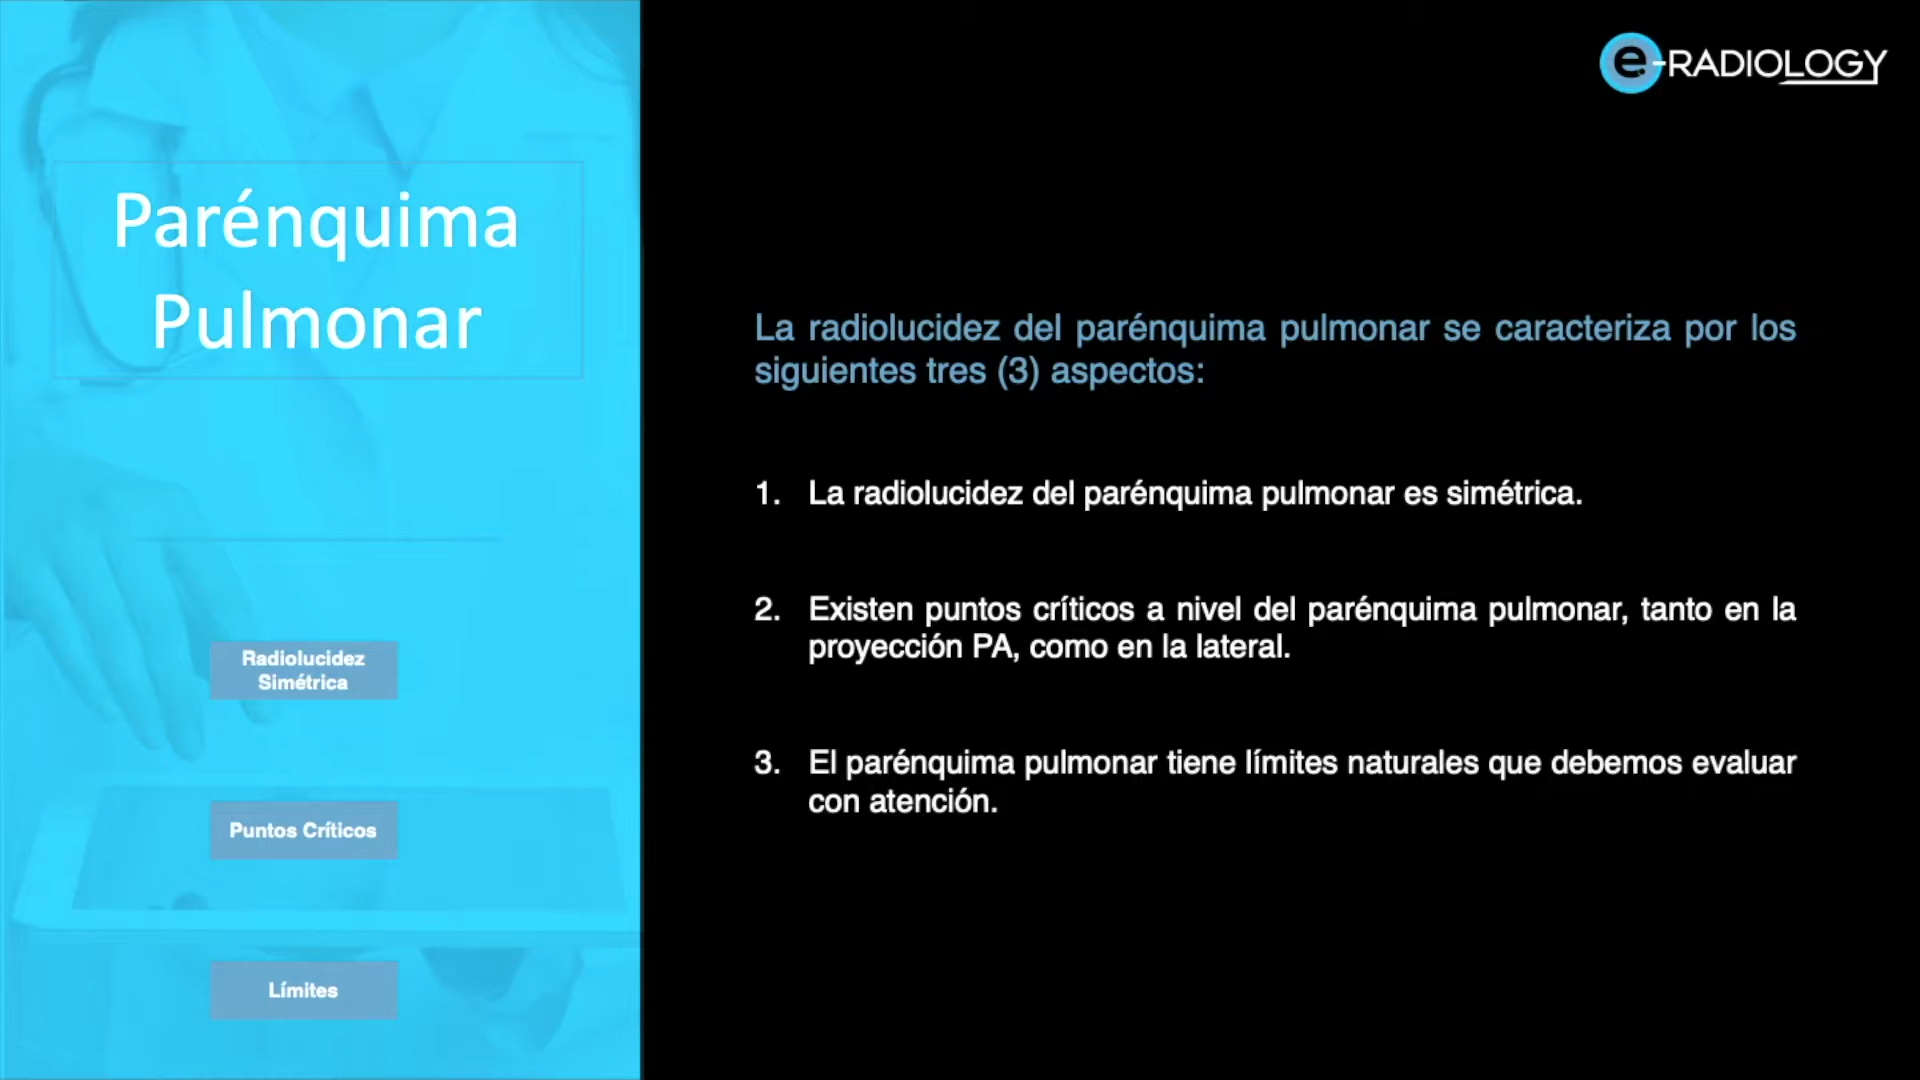 e-RADIOLOGY
Parénquima
Pulmonar
Radiolucidez
Simétrica
Puntos Críticos
Límites
La radiolucidez del parénquima pulmonar se caracteriza por los
siguientes tres (3) aspectos:
1. La radiolucidez del parénquima pulmonar es simétrica.
2. Existen puntos críticos a nivel del parénquima pulmonar, tanto en la
proyección PA, como en la lateral.
3. El parénquima pulmonar tiene límites naturales que debemos evaluar
con atención.